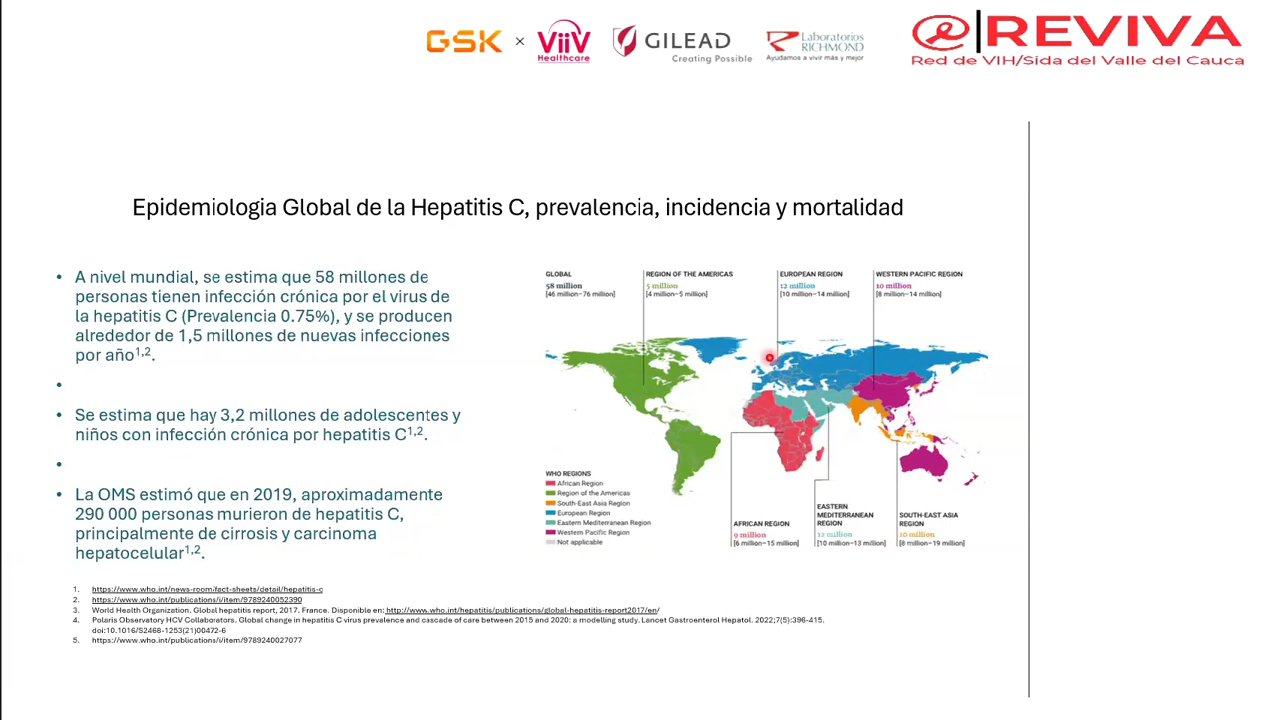 GSK × ViiV Healthcare GILEAD Creating Possible Laboratorios RICHMOND Ayudamos a vivir más y mejor
REVIVA
Red de VIH/Sida del Valle del Cauca
Epidemiologia Global de la Hepatitis C, prevalencia, incidencia y mortalidad
• A nivel mundial, se estima que 58 millones de
personas tienen infección crónica por el virus de
la hepatitis C (Prevalencia 0.75%), y se producen
alrededor de 1,5 millones de nuevas infecciones
por año1,2.
•
• Se estima que hay 3,2 millones de adolescentes y
niños con infección crónica por hepatitis C1,2.
•
• La OMS estimó que en 2019, aproximadamente
290 000 personas murieron de hepatitis C,
principalmente de cirrosis y carcinoma
hepatocelular1,2.
GLOBAL
58 million
[46 million–76 million]
REGION OF THE AMERICAS
5 million
[4 million–5 million]
EUROPEAN REGION
12 million
[10 million–14 million]
WESTERN PACIFIC REGION
10 million
[8 million–14 million]
WHO REGIONS
African Region
Region of the Americas
South-East Asia Region
European Region
Eastern Mediterranean Region
Western Pacific Region
Not applicable
AFRICAN REGION
9 million
[6 million–15 million]
EASTERN
MEDITERRANEAN
REGION
12 million
[10 million–13 million]
SOUTH-EAST ASIA
REGION
10 million
[8 million–19 million]
1. https://www.who.int/news-room/fact-sheets/detail/hepatitis-c
2. https://www.who.int/publications/i/item/9789240052390
3. World Health Organization. Global hepatitis report, 2017. France. Disponible en: http://www.who.int/hepatitis/publications/global-hepatitis-report2017/en/
4. Polaris Observatory HCV Collaborators. Global change in hepatitis C virus prevalence and cascade of care between 2015 and 2020: a modelling study. Lancet Gastroenterol Hepatol. 2022;7(5):396-415.
doi:10.1016/S2468-1253(21)00472-6
5. https://www.who.int/publications/i/item/9789240027077